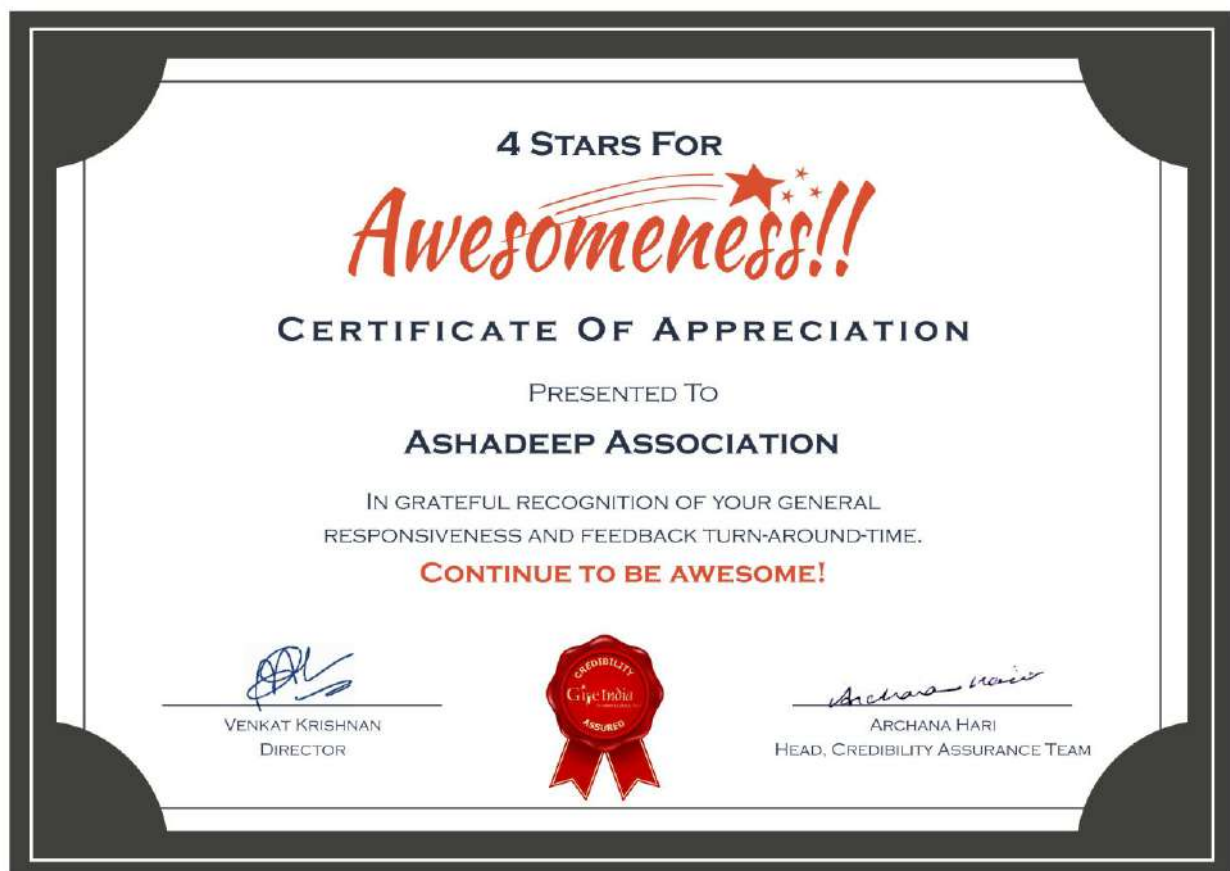 4 STARS FOR
Awesomeness!!
CERTIFICATE OF APPRECIATION
PRESENTED TO
ASHADEEP ASSOCIATION
IN GRATEFUL RECOGNITION OF YOUR GENERAL
RESPONSIVENESS AND FEEDBACK TURN-AROUND-TIME.
CONTINUE TO BE AWESOME!
CREDIBILITY
GiveIndia
ASSURED
Archana Hari
VENKAT KRISHNAN
DIRECTOR
ARCHANA HARI
HEAD, CREDIBILITY ASSURANCE TEAM